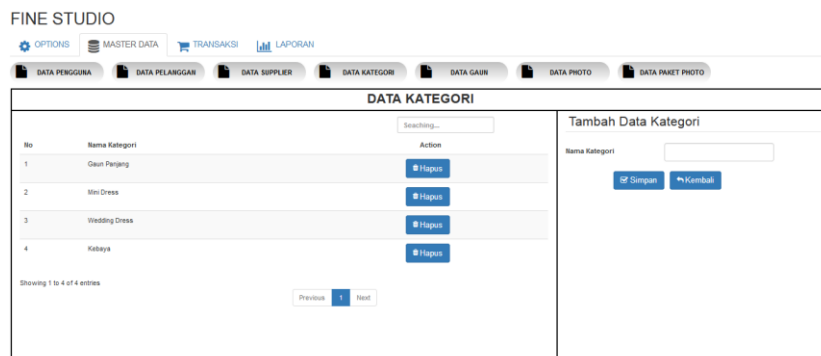 FINE STUDIO
OPTIONS MASTER DATA TRANSAKSI LAPORAN
DATA PENGGUNA DATA PELANGGAN DATA SUPPLIER DATA KATEGORI DATA GAUN DATA PHOTO DATA PAKET PHOTO
DATA KATEGORI
Seaching...
No Nama Kategori Action
1 Gaun Panjang Hapus
2 Mini Dress Hapus
3 Wedding Dress Hapus
4 Kebaya Hapus
Showing 1 to 4 of 4 entries
Previous 1 Next
Tambah Data Kategori
Nama Kategori
Simpan Kembali